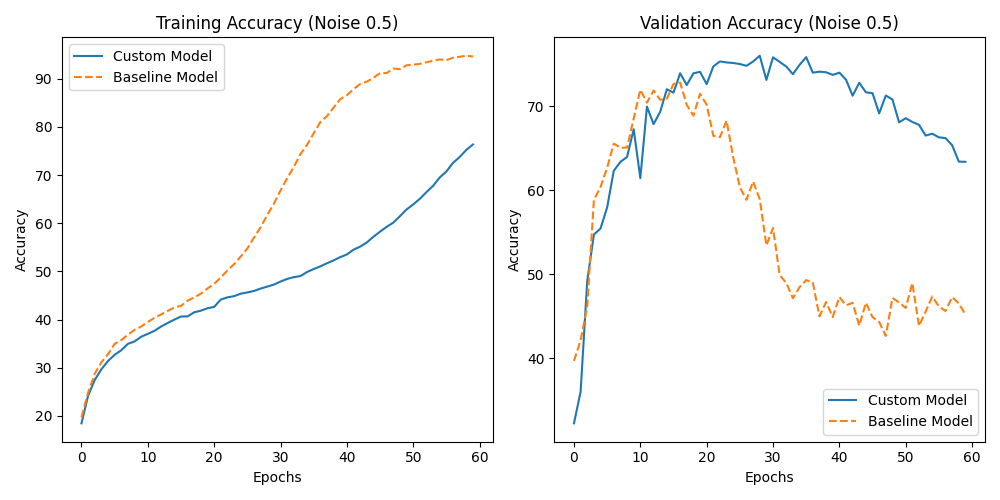 Training Accuracy (Noise 0.5)
Custom Model
Baseline Model
Accuracy
90
80
70
60
50
40
30
20
0 10 20 30 40 50 60
Epochs
Validation Accuracy (Noise 0.5)
Accuracy
70
60
50
40
Custom Model
Baseline Model
0 10 20 30 40 50 60
Epochs